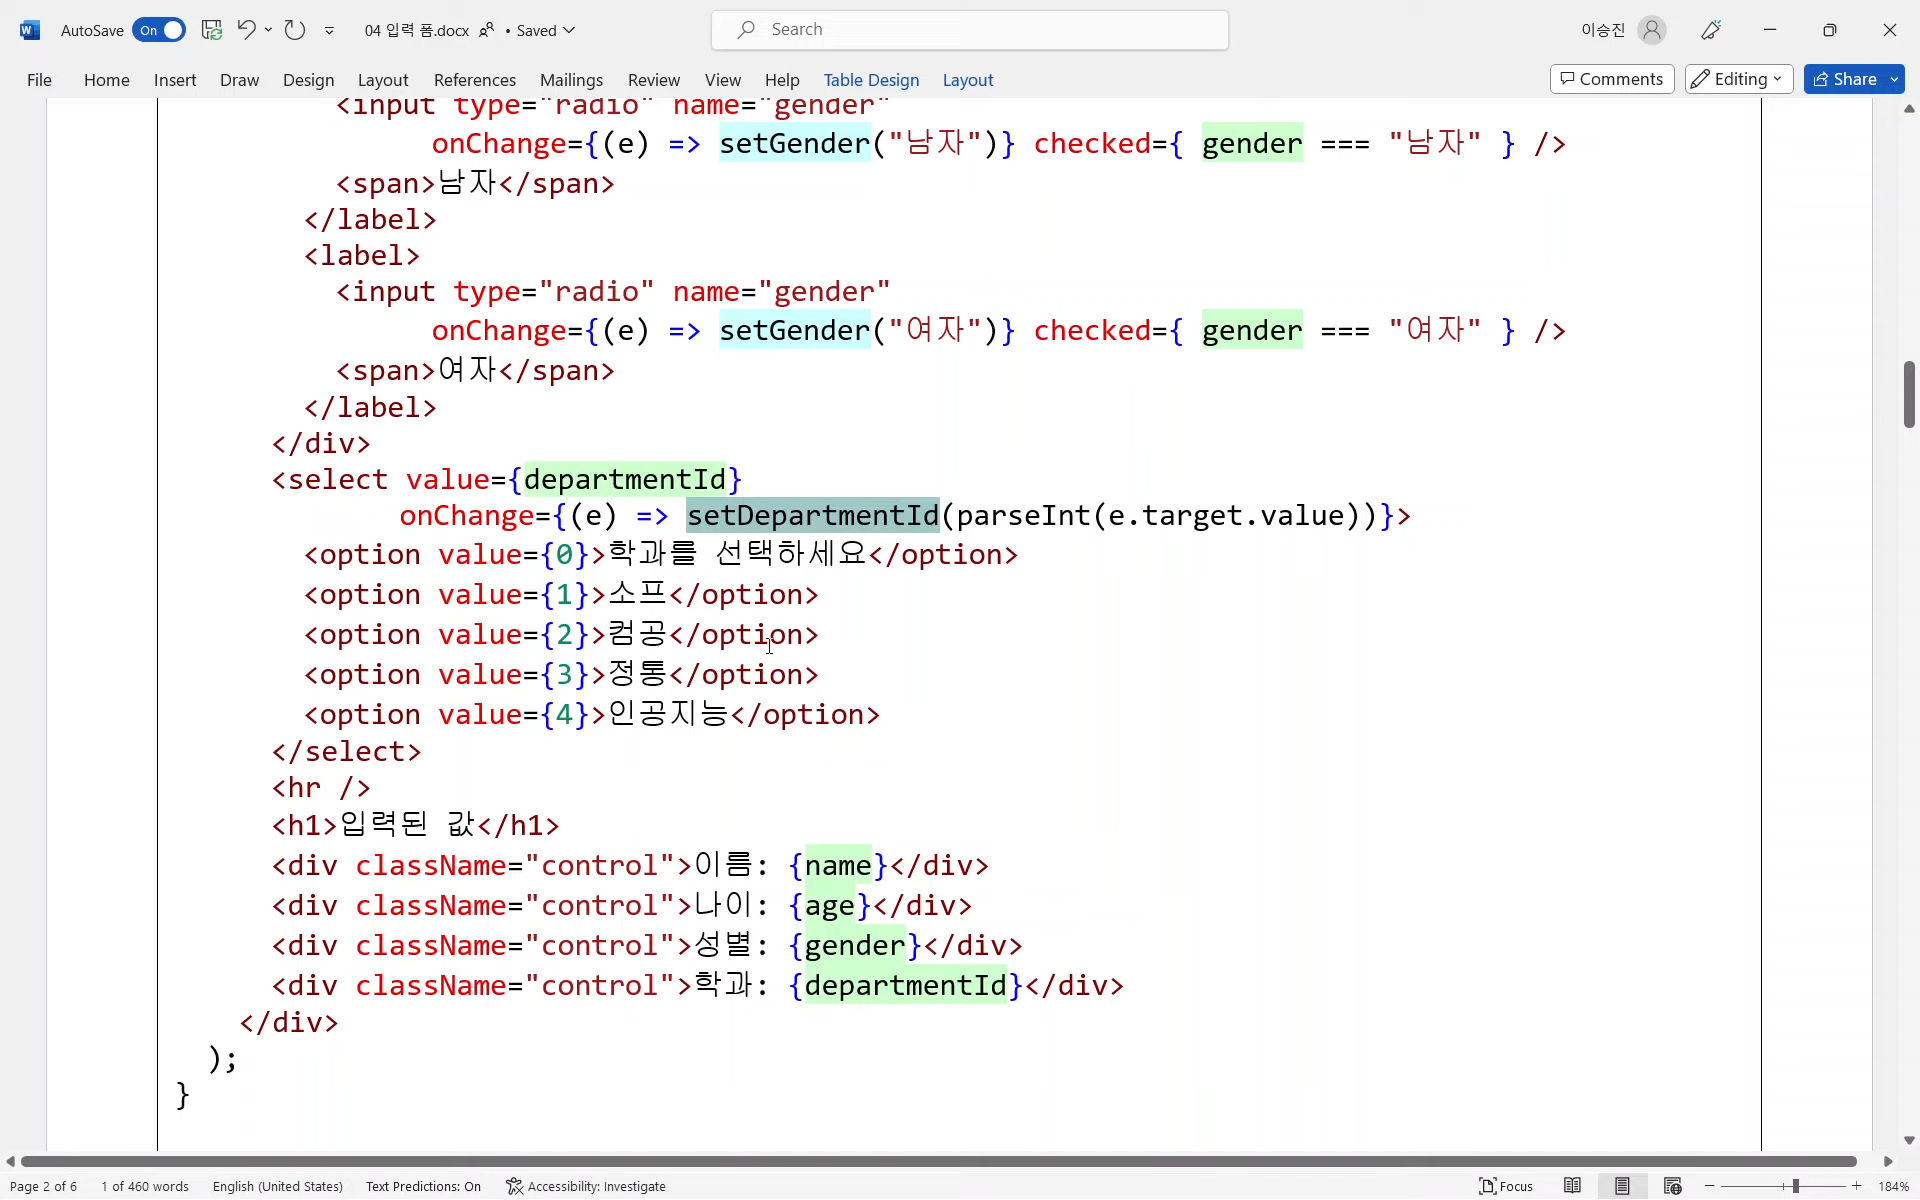 AutoSave On 04 입력 폼.docx • Saved Search 이승진
File Home Insert Draw Design Layout References Mailings Review View Help Table Design Layout Comments Editing Share
<input type="radio" name="gender"
onChange={(e) => setGender("남자")} checked={ gender === "남자" } />
<span>남자</span>
</label>
<label>
<input type="radio" name="gender"
onChange={(e) => setGender("여자")} checked={ gender === "여자" } />
<span>여자</span>
</label>
</div>
<select value={departmentId}
onChange={(e) => setDepartmentId(parseInt(e.target.value))}>
<option value={0}>학과를 선택하세요</option>
<option value={1}>소프</option>
<option value={2}>컴공</option>
<option value={3}>정통</option>
<option value={4}>인공지능</option>
</select>
<hr />
<h1>입력된 값</h1>
<div className="control">이름: {name}</div>
<div className="control">나이: {age}</div>
<div className="control">성별: {gender}</div>
<div className="control">학과: {departmentId}</div>
</div>
);
}
Page 2 of 6 1 of 460 words English (United States) Text Predictions: On Accessibility: Investigate Focus 184%